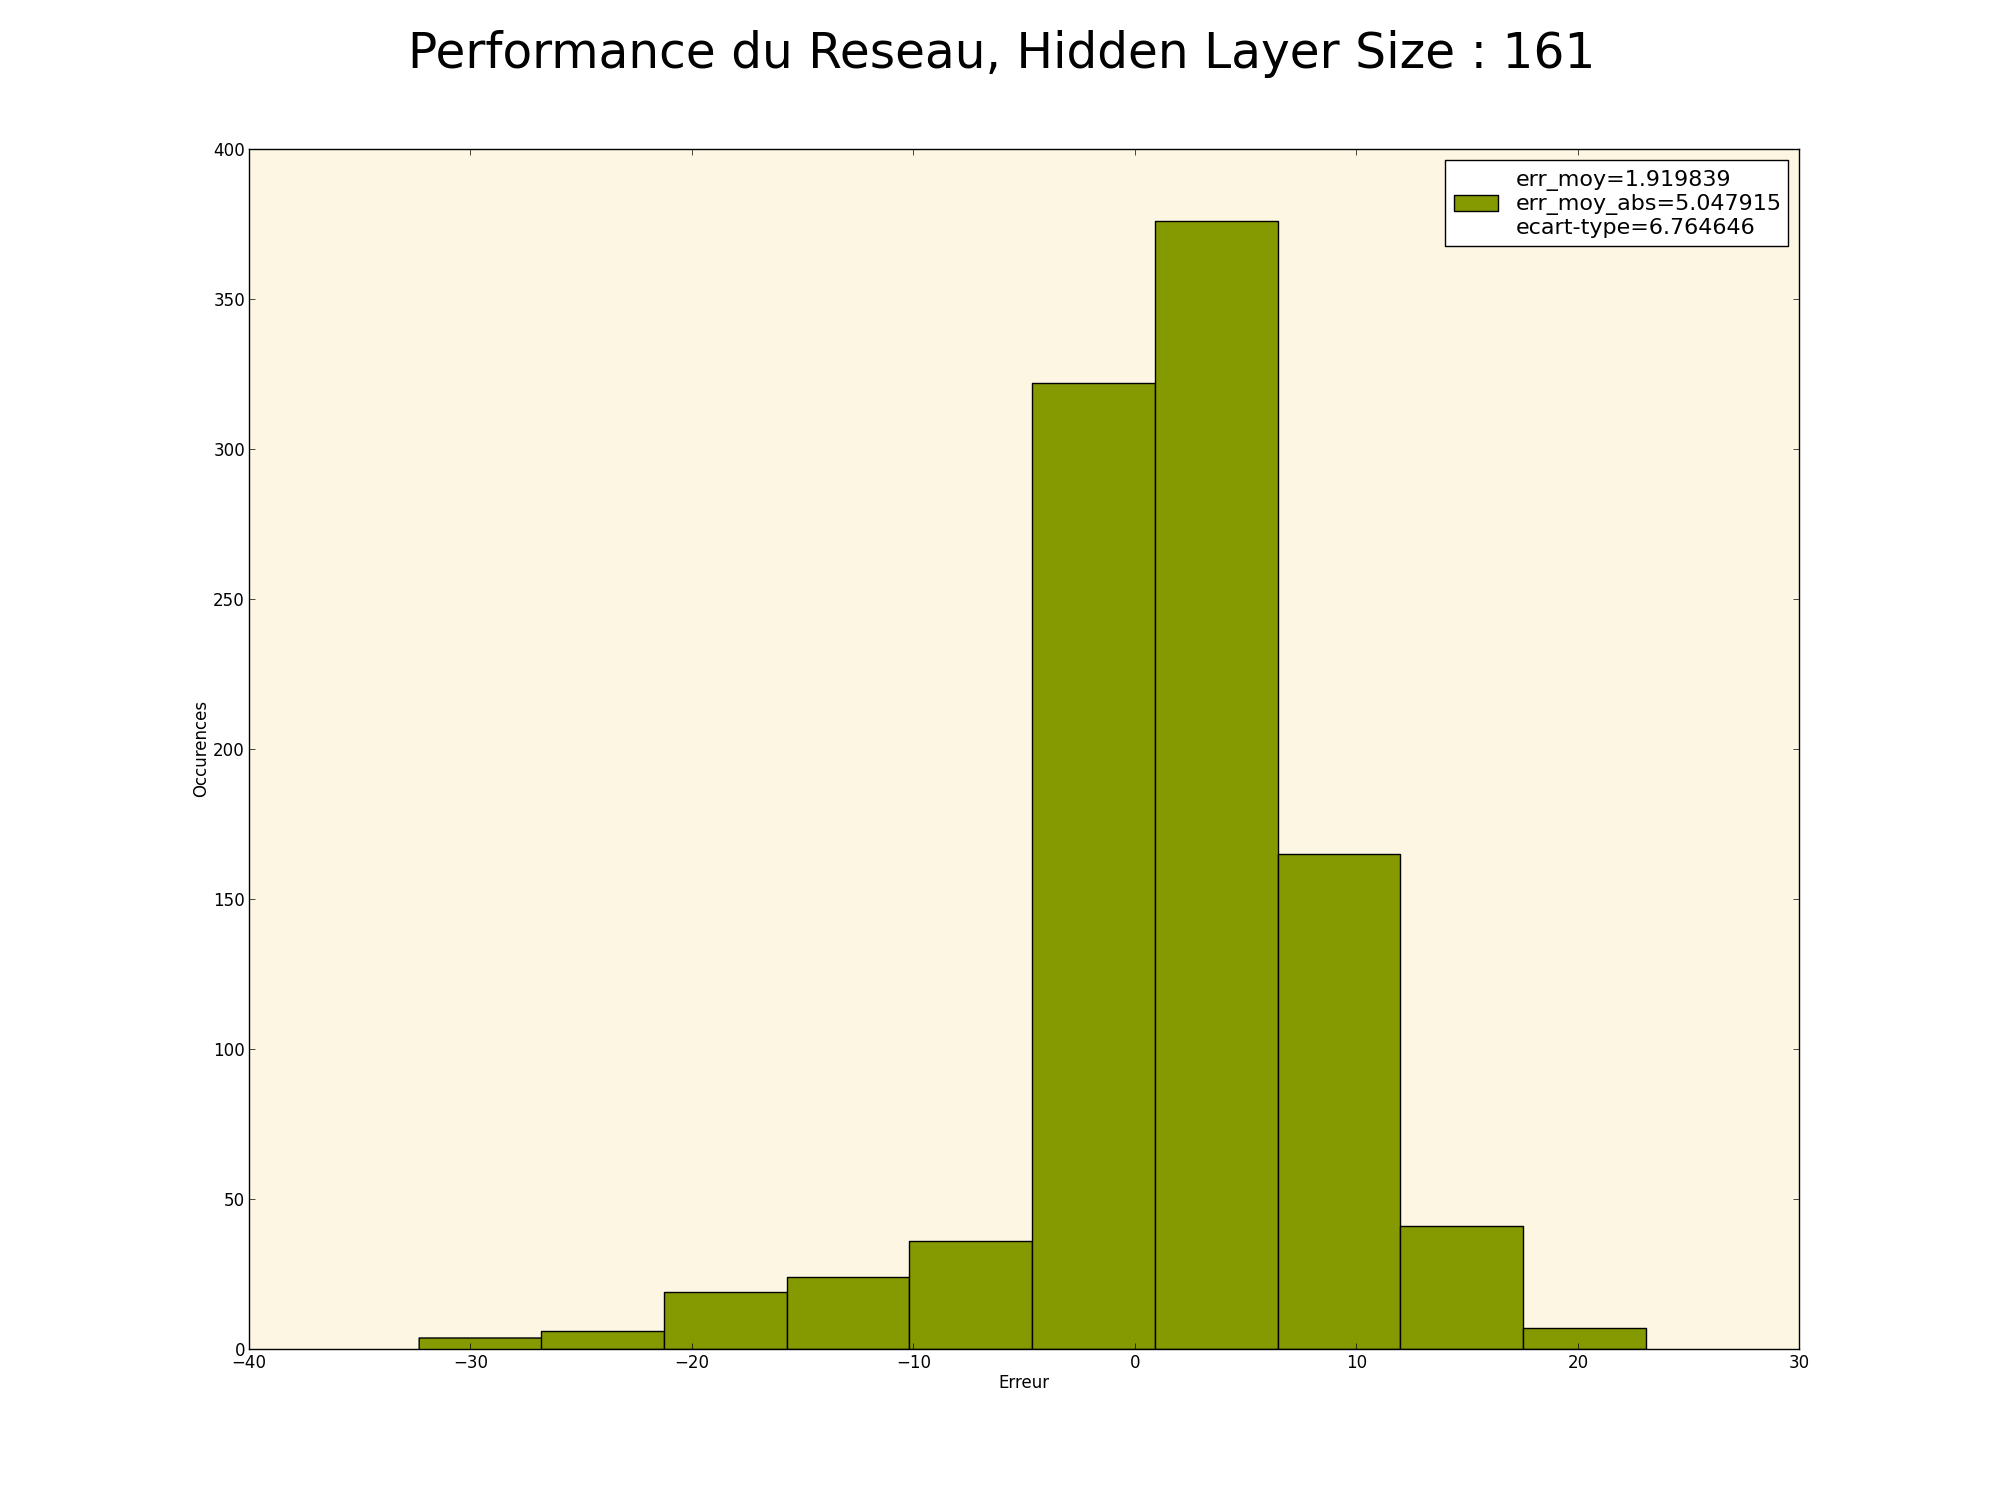 Performance du Reseau, Hidden Layer Size : 161
400
350
300
250
200
150
100
50
0
Occurences
err_moy=1.919839
err_moy_abs=5.047915
ecart-type=6.764646
−40 −30 −20 −10 0 10 20 30
Erreur